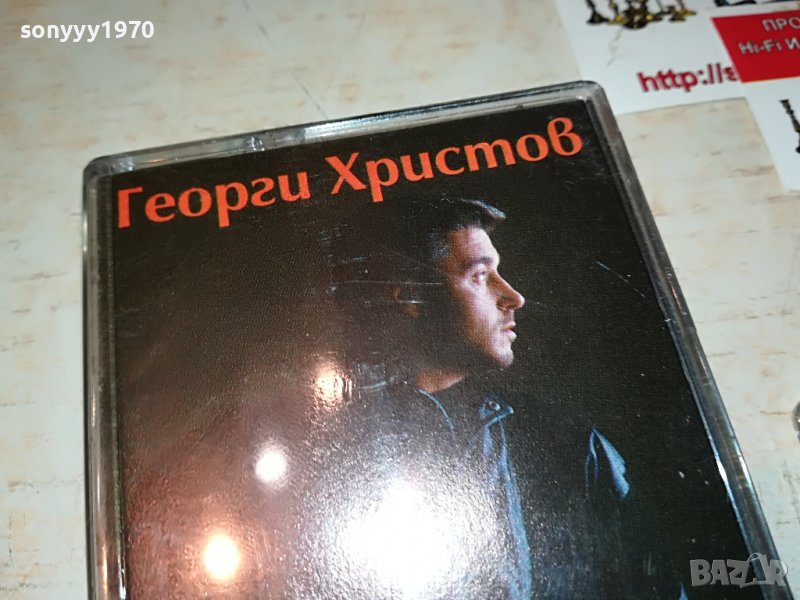 sonyyy1970
ПРО
Hi-Fi И
http://s
Георги Христов
BAZAR